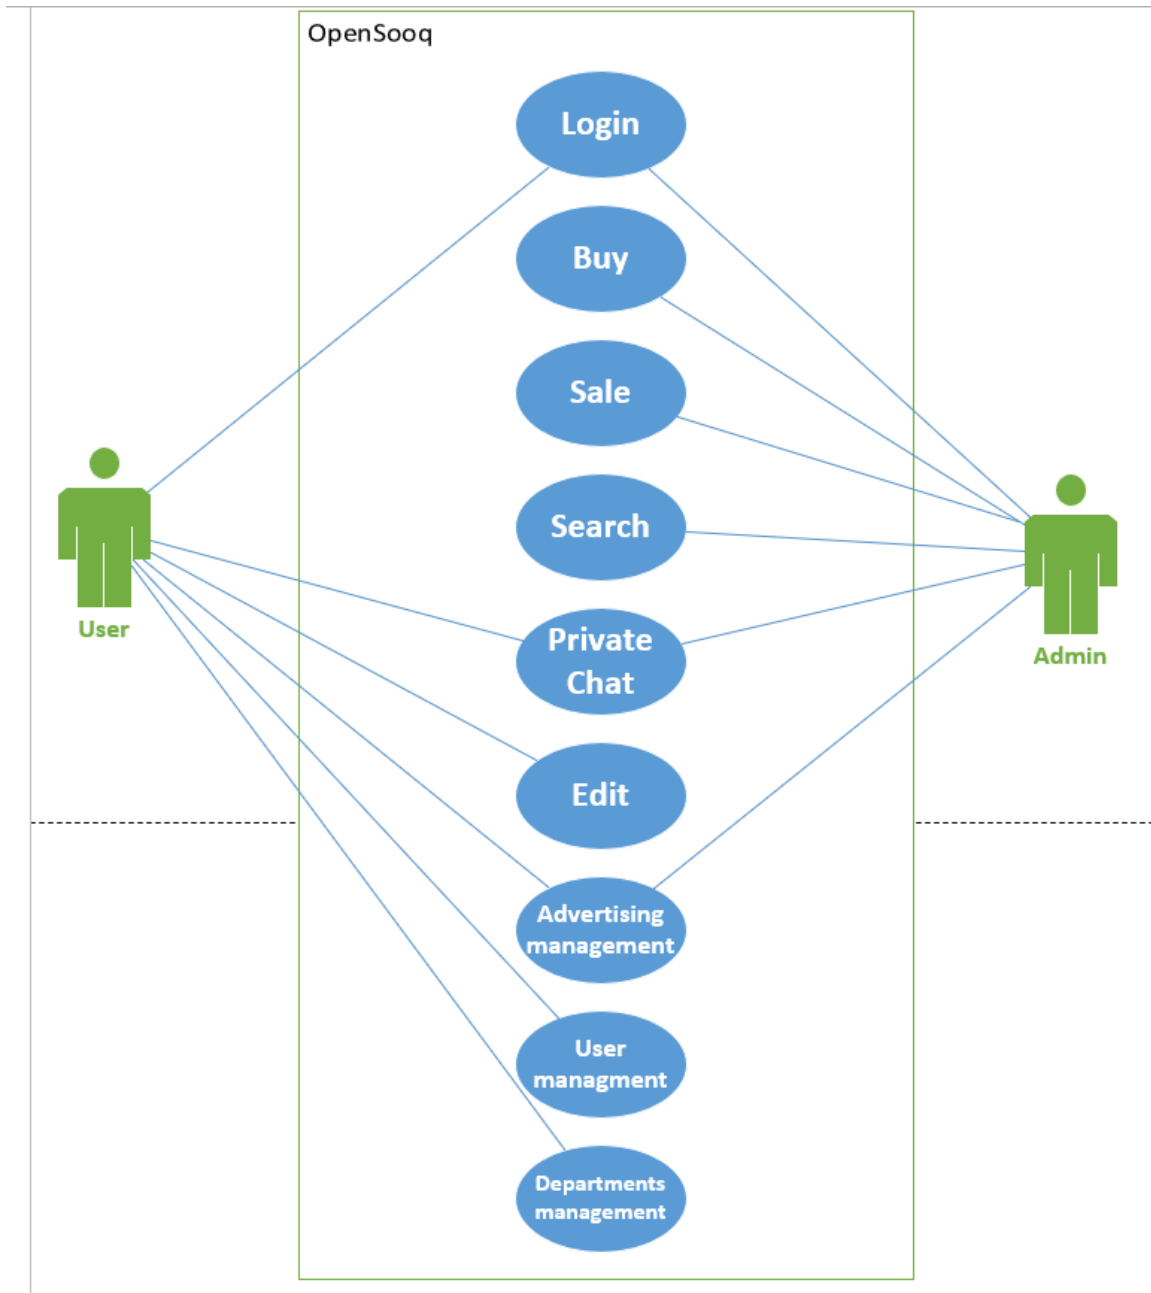 OpenSooq
Login
Buy
Sale
Search
Private
Chat
Edit
Advertising
management
User
managment
Departments
management
User
Admin